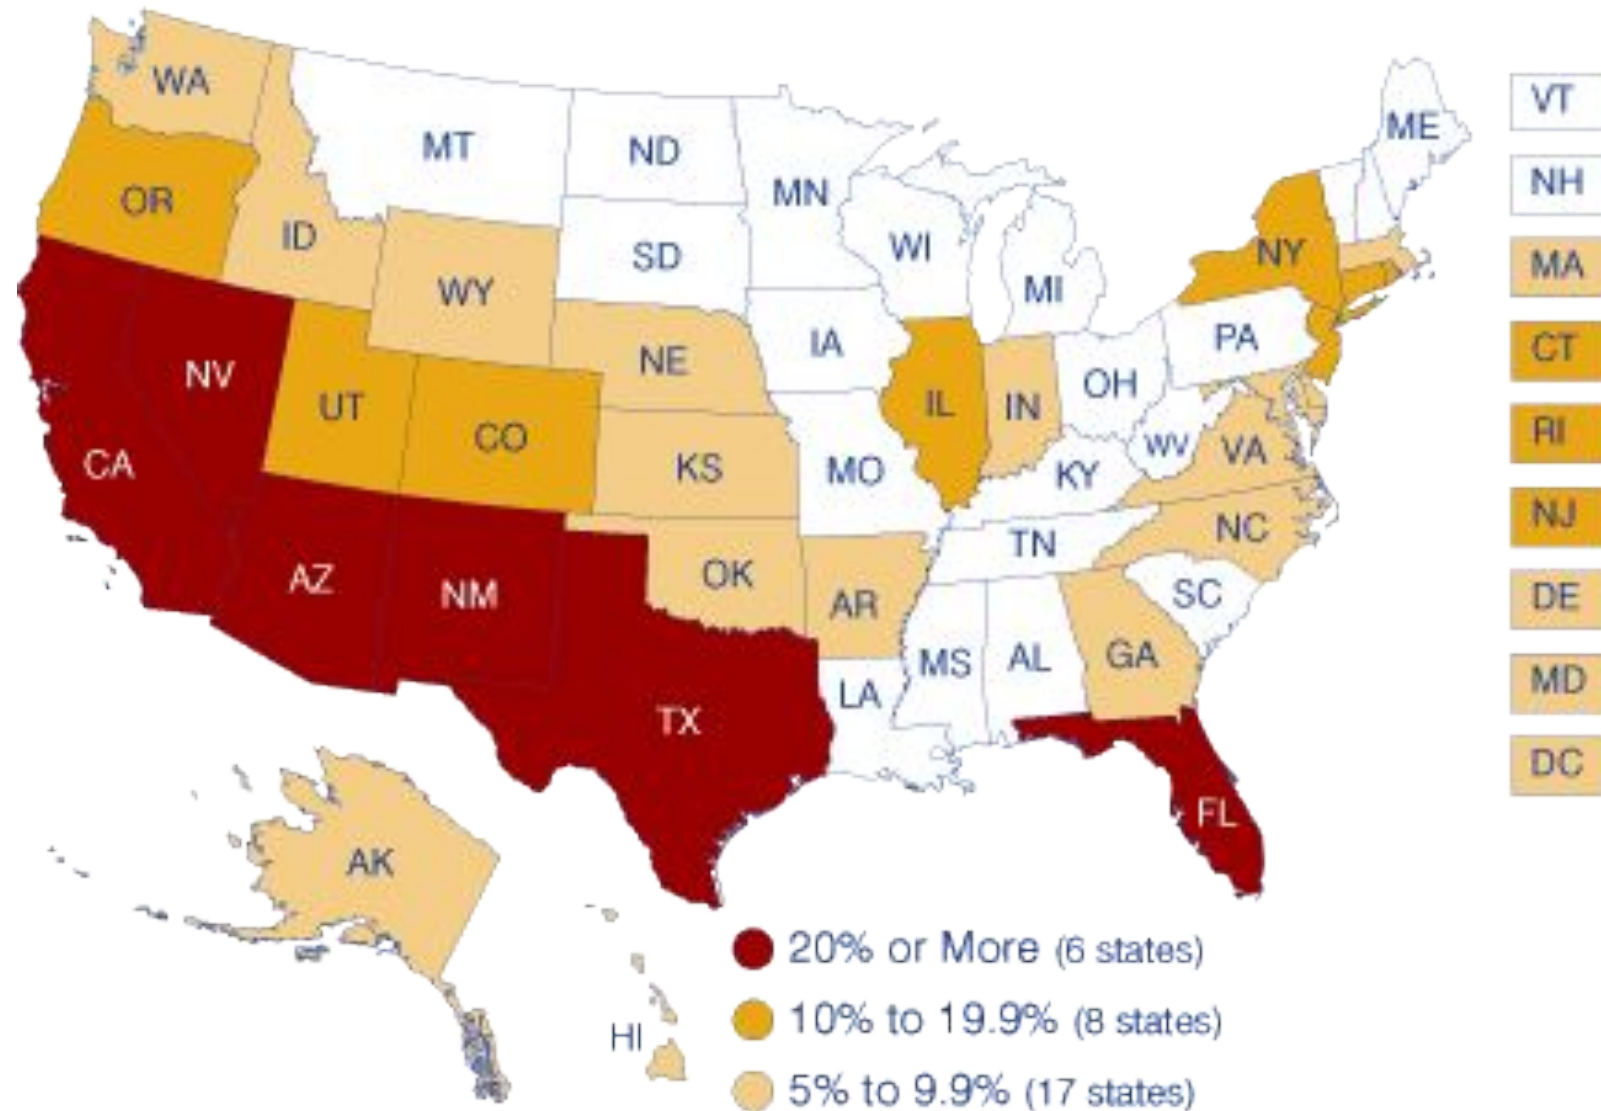 WA
MT
ND
MN
ME
VT
NH
OR
ID
SD
WI
MI
NY
MA
WY
IA
PA
CT
NV
UT
NE
IL
IN
OH
RI
CA
CO
KS
MO
KY
WV
VA
NJ
AZ
NM
OK
AR
TN
NC
SC
DE
TX
LA
MS
AL
GA
MD
FL
DC
AK
HI
20% or More (6 states)
10% to 19.9% (8 states)
5% to 9.9% (17 states)